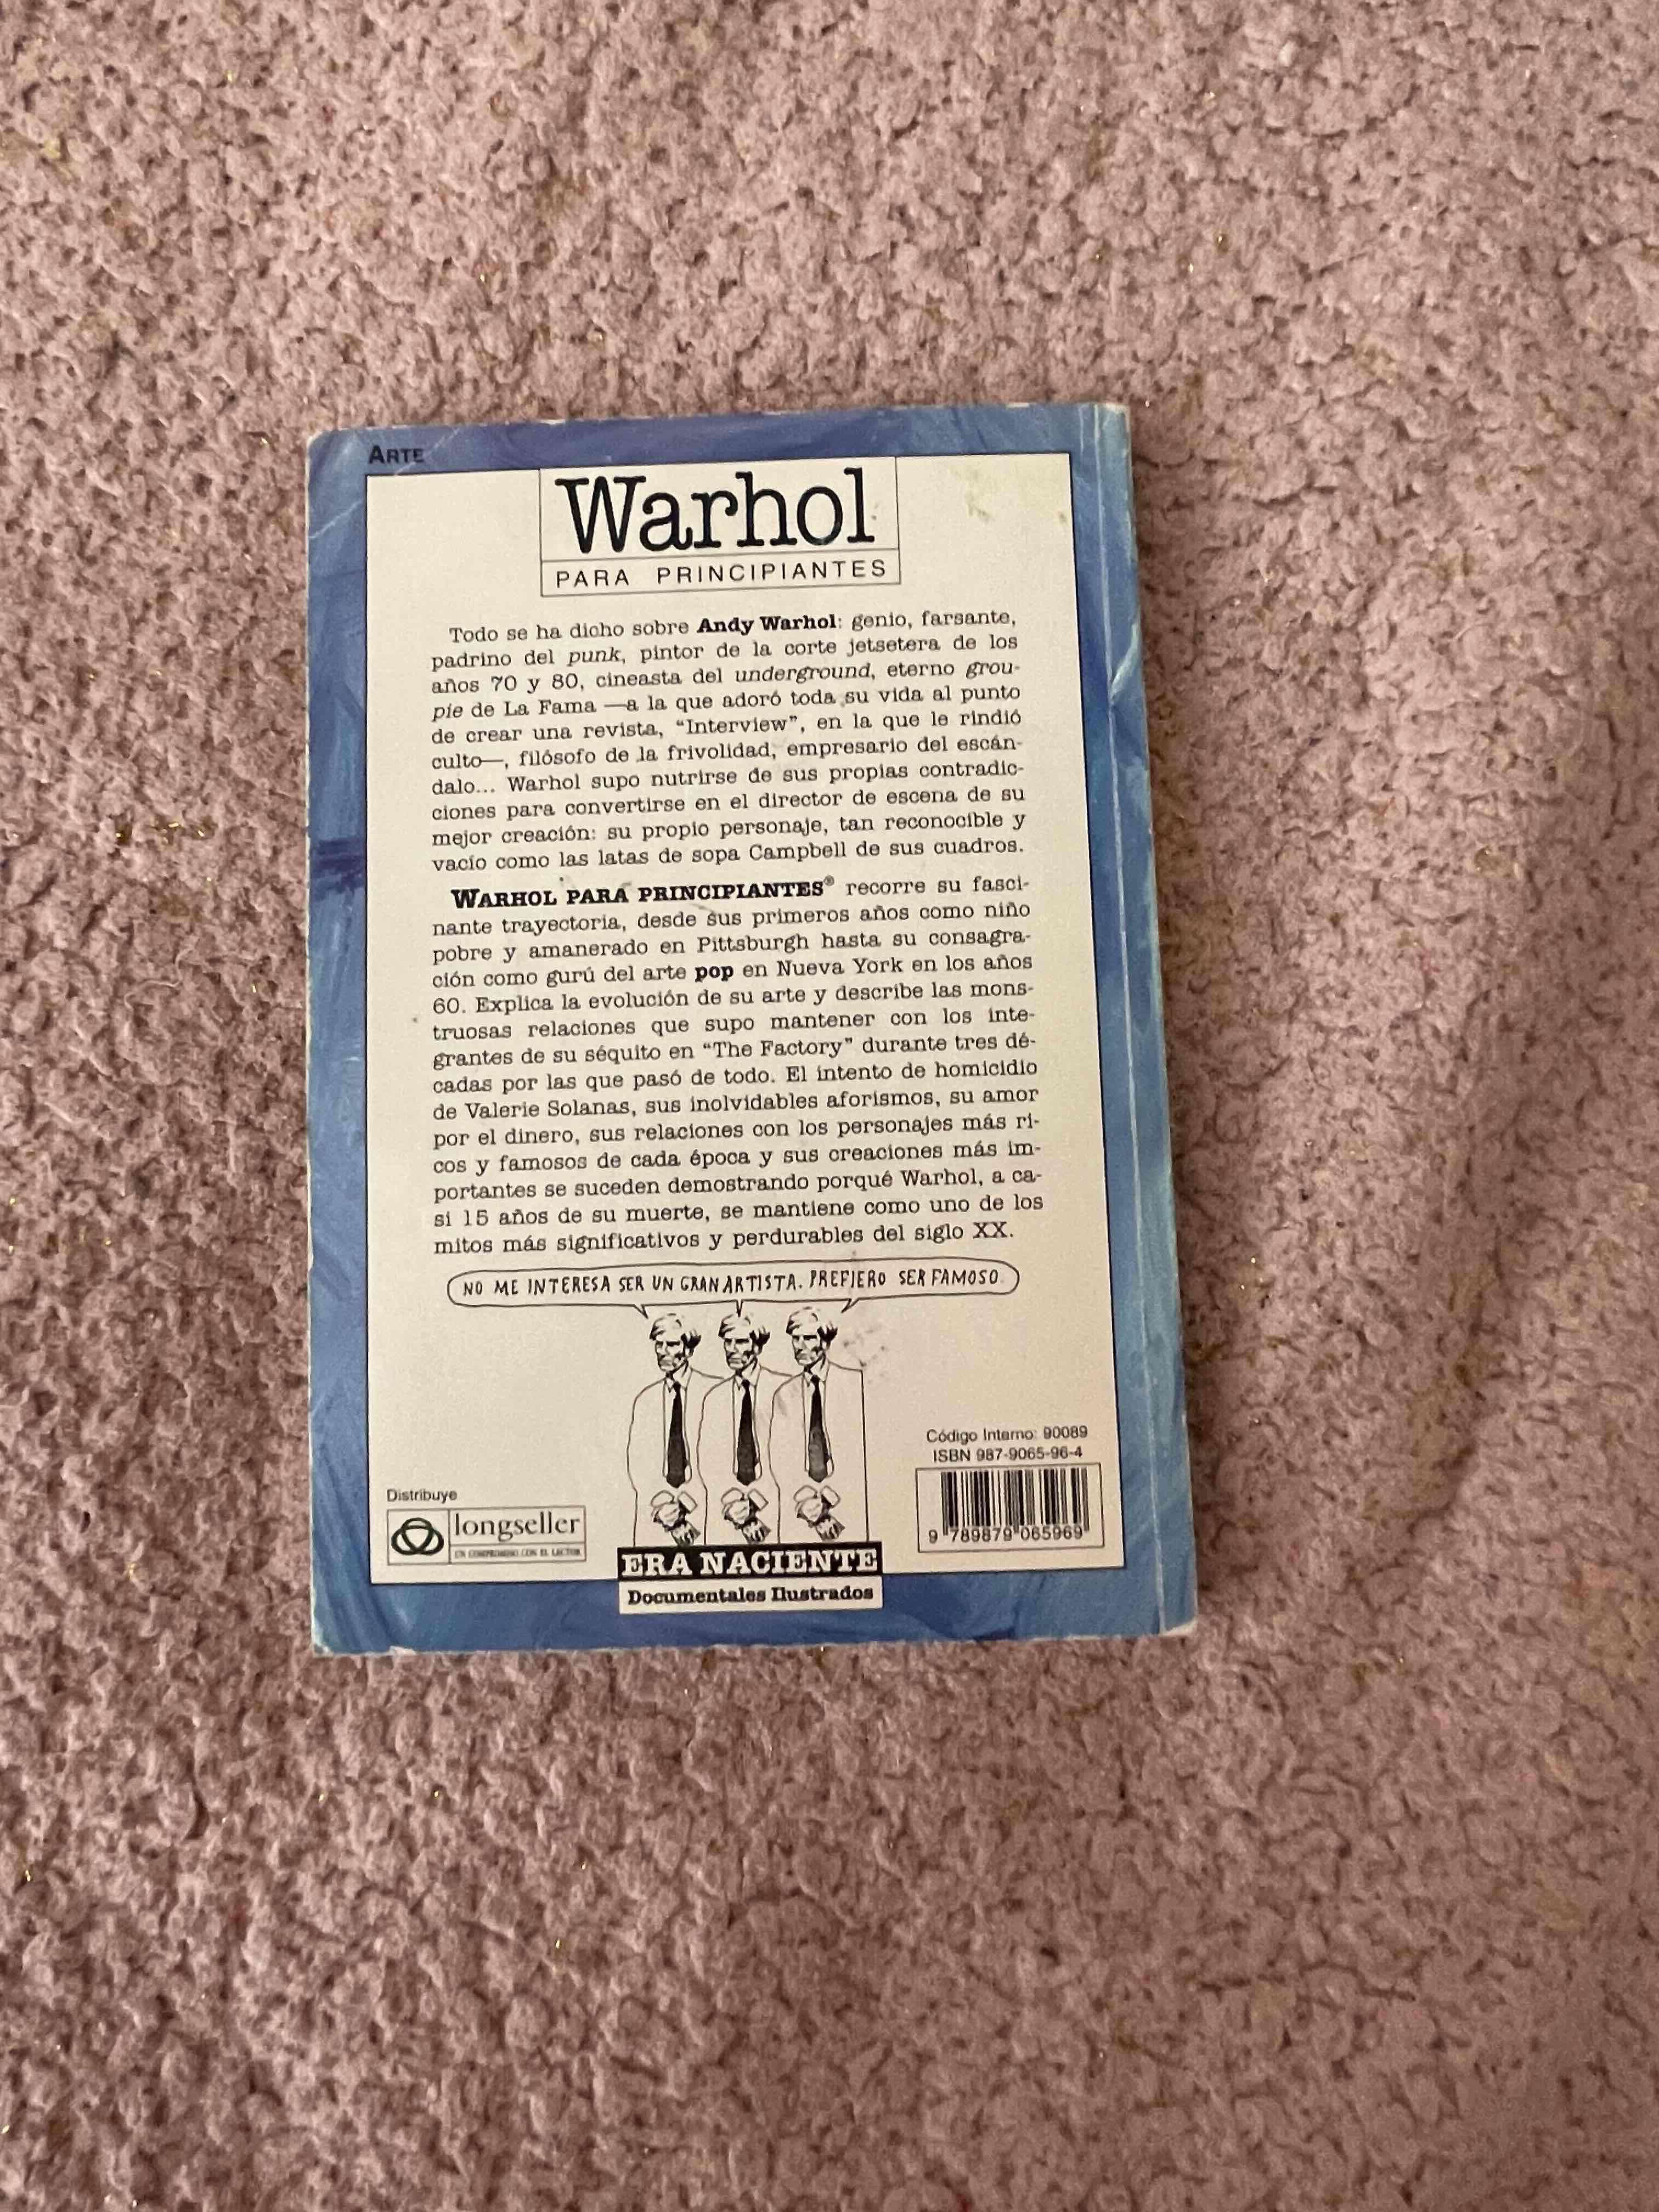 ARTE
Warhol
PARA PRINCIPIANTES
Todo se ha dicho sobre Andy Warhol: genio, farsante,
padrino del punk, pintor de la corte jetsetera de los
años 70 y 80, cineasta del underground, eterno grou-
pie de La Fama —a la que adoró toda su vida al punto
de crear una revista, “Interview”, en la que le rindió
culto—, filósofo de la frivolidad, empresario del escán-
dalo... Warhol supo nutrirse de sus propias contradic-
ciones para convertirse en el director de escena de su
mejor creación: su propio personaje, tan reconocible y
vacío como las latas de sopa Campbell de sus cuadros.
WARHOL PARA PRINCIPIANTES® recorre su fasci-
nante trayectoria, desde sus primeros años como niño
pobre y amanerado en Pittsburgh hasta su consagra-
ción como gurú del arte pop en Nueva York en los años
60. Explica la evolución de su arte y describe las mons-
truosas relaciones que supo mantener con los inte-
grantes de su séquito en “The Factory” durante tres dé-
cadas por las que pasó de todo. El intento de homicidio
de Valerie Solanas, sus inolvidables aforismos, su amor
por el dinero, sus relaciones con los personajes más ri-
cos y famosos de cada época y sus creaciones más im-
portantes se suceden demostrando porqué Warhol, a ca-
si 15 años de su muerte, se mantiene como uno de los
mitos más significativos y perdurables del siglo XX.
NO ME INTERESA SER UN GRAN ARTISTA. PREFIERO SER FAMOSO.
Código Interno: 90089
ISBN 987-9065-96-4
9 789879 065969
Distribuye
longseller
UN COMPROMISO CON EL LECTOR
ERA NACIENTE
Documentales Ilustrados